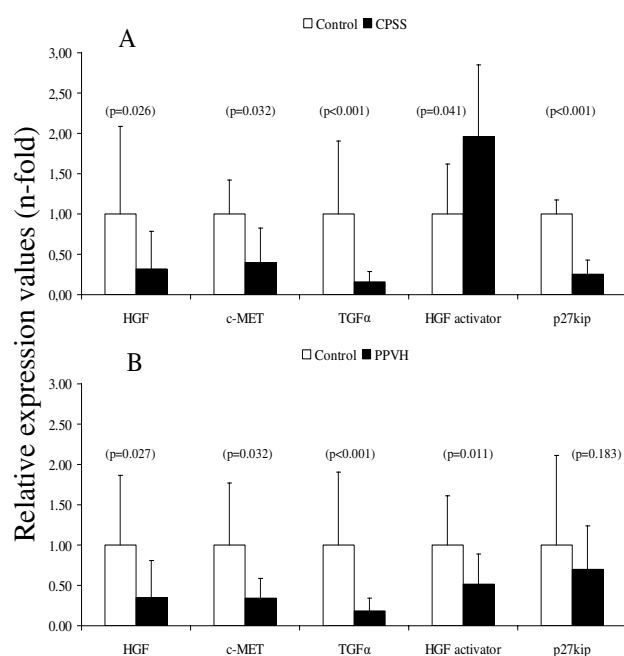 A
Control CPSS
3,00
2,50
2,00
1,50
1,00
0,50
0,00
(p=0.026) (p=0.032) (p<0.001) (p=0.041) (p<0.001)
HGF c-MET TGFα HGF activator p27kip
Relative expression values (n-fold)
B
Control PPVH
3.00
2.50
2.00
1.50
1.00
0.50
0.00
(p=0.027) (p=0.032) (p<0.001) (p=0.011) (p=0.183)
HGF c-MET TGFα HGF activator p27kip